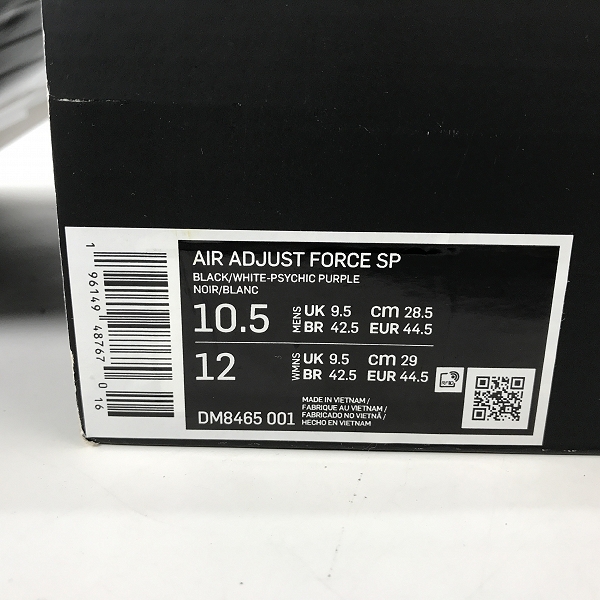 AIR ADJUST FORCE SP
BLACK/WHITE-PSYCHIC PURPLE
NOIR/BLANC
10.5 MENS UK 9.5 cm 28.5
BR 42.5 EUR 44.5
12 WMNS UK 9.5 cm 29
BR 42.5 EUR 44.5
DM8465 001
MADE IN VIETNAM /
FABRIQUE AU VIETNAM /
FABRICADO NO VIETNÃ /
HECHO EN VIETNAM
1 96149 48767 0 16